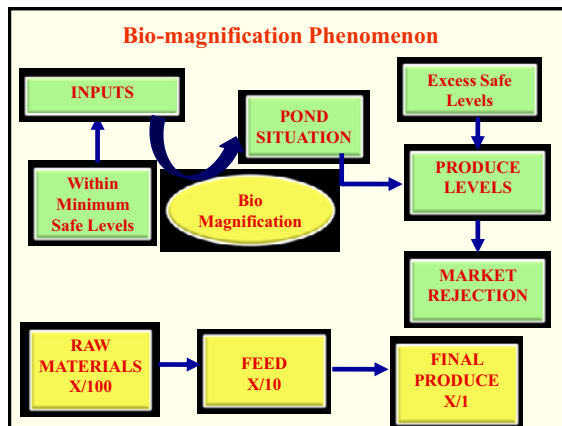 Bio-magnification Phenomenon
INPUTS
Within
Minimum
Safe Levels
POND
SITUATION
Bio
Magnification
Excess Safe
Levels
PRODUCE
LEVELS
MARKET
REJECTION
RAW
MATERIALS
X/100
FEED
X/10
FINAL
PRODUCE
X/1